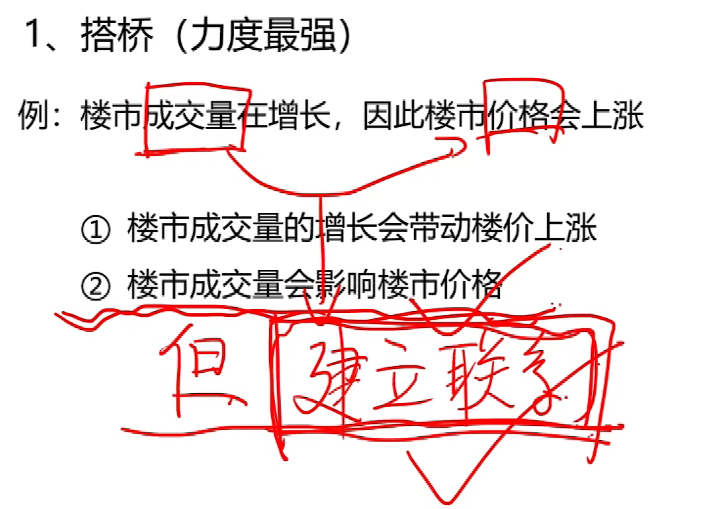 1、搭桥（力度最强）
例：楼市成交量在增长，因此楼市价格会上涨
① 楼市成交量的增长会带动楼价上涨
② 楼市成交量会影响楼市价格
但 建立联系